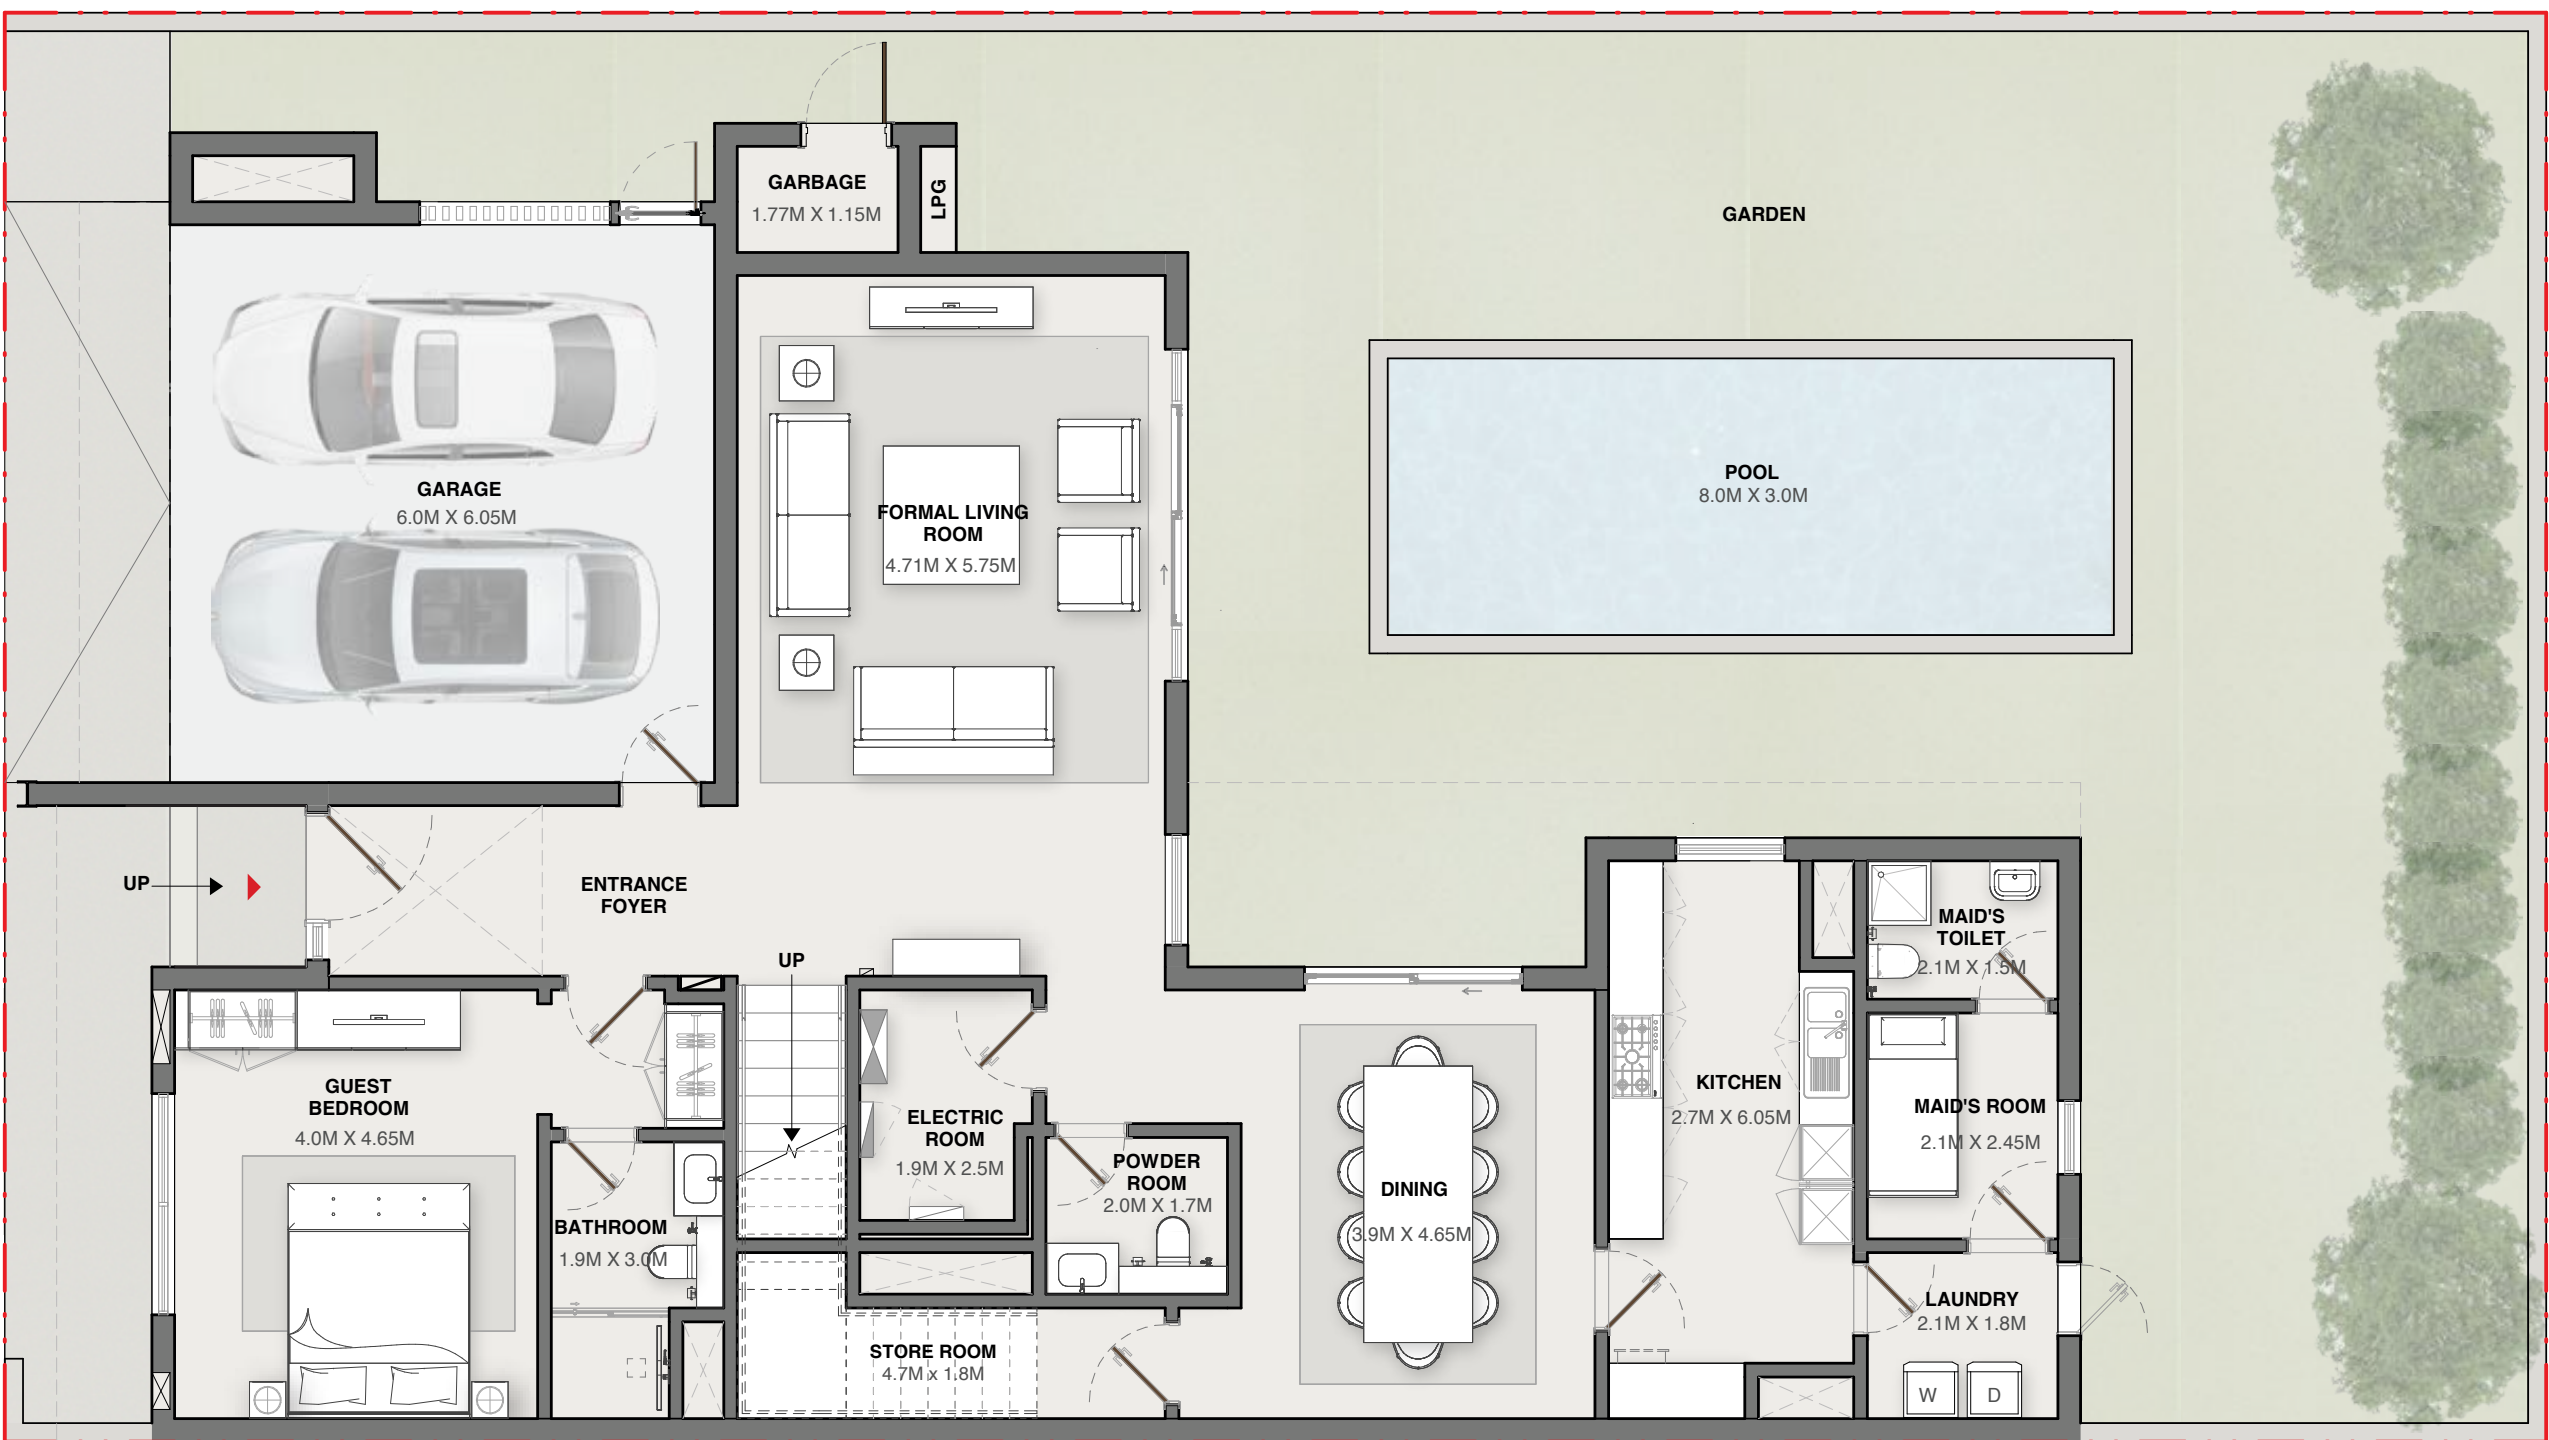 GARBAGE
1.77M X 1.15M
LPG
GARDEN
GARAGE
6.0M X 6.05M
FORMAL LIVING
ROOM
4.71M X 5.75M
POOL
8.0M X 3.0M
UP
ENTRANCE
FOYER
UP
MAID'S
TOILET
2.1M X 1.5M
GUEST
BEDROOM
4.0M X 4.65M
ELECTRIC
ROOM
1.9M X 2.5M
KITCHEN
2.7M X 6.05M
MAID'S ROOM
2.1M X 2.45M
POWDER
ROOM
2.0M X 1.7M
DINING
3.9M X 4.65M
BATHROOM
1.9M X 3.0M
LAUNDRY
2.1M X 1.8M
STORE ROOM
4.7M x 1.8M
W
D